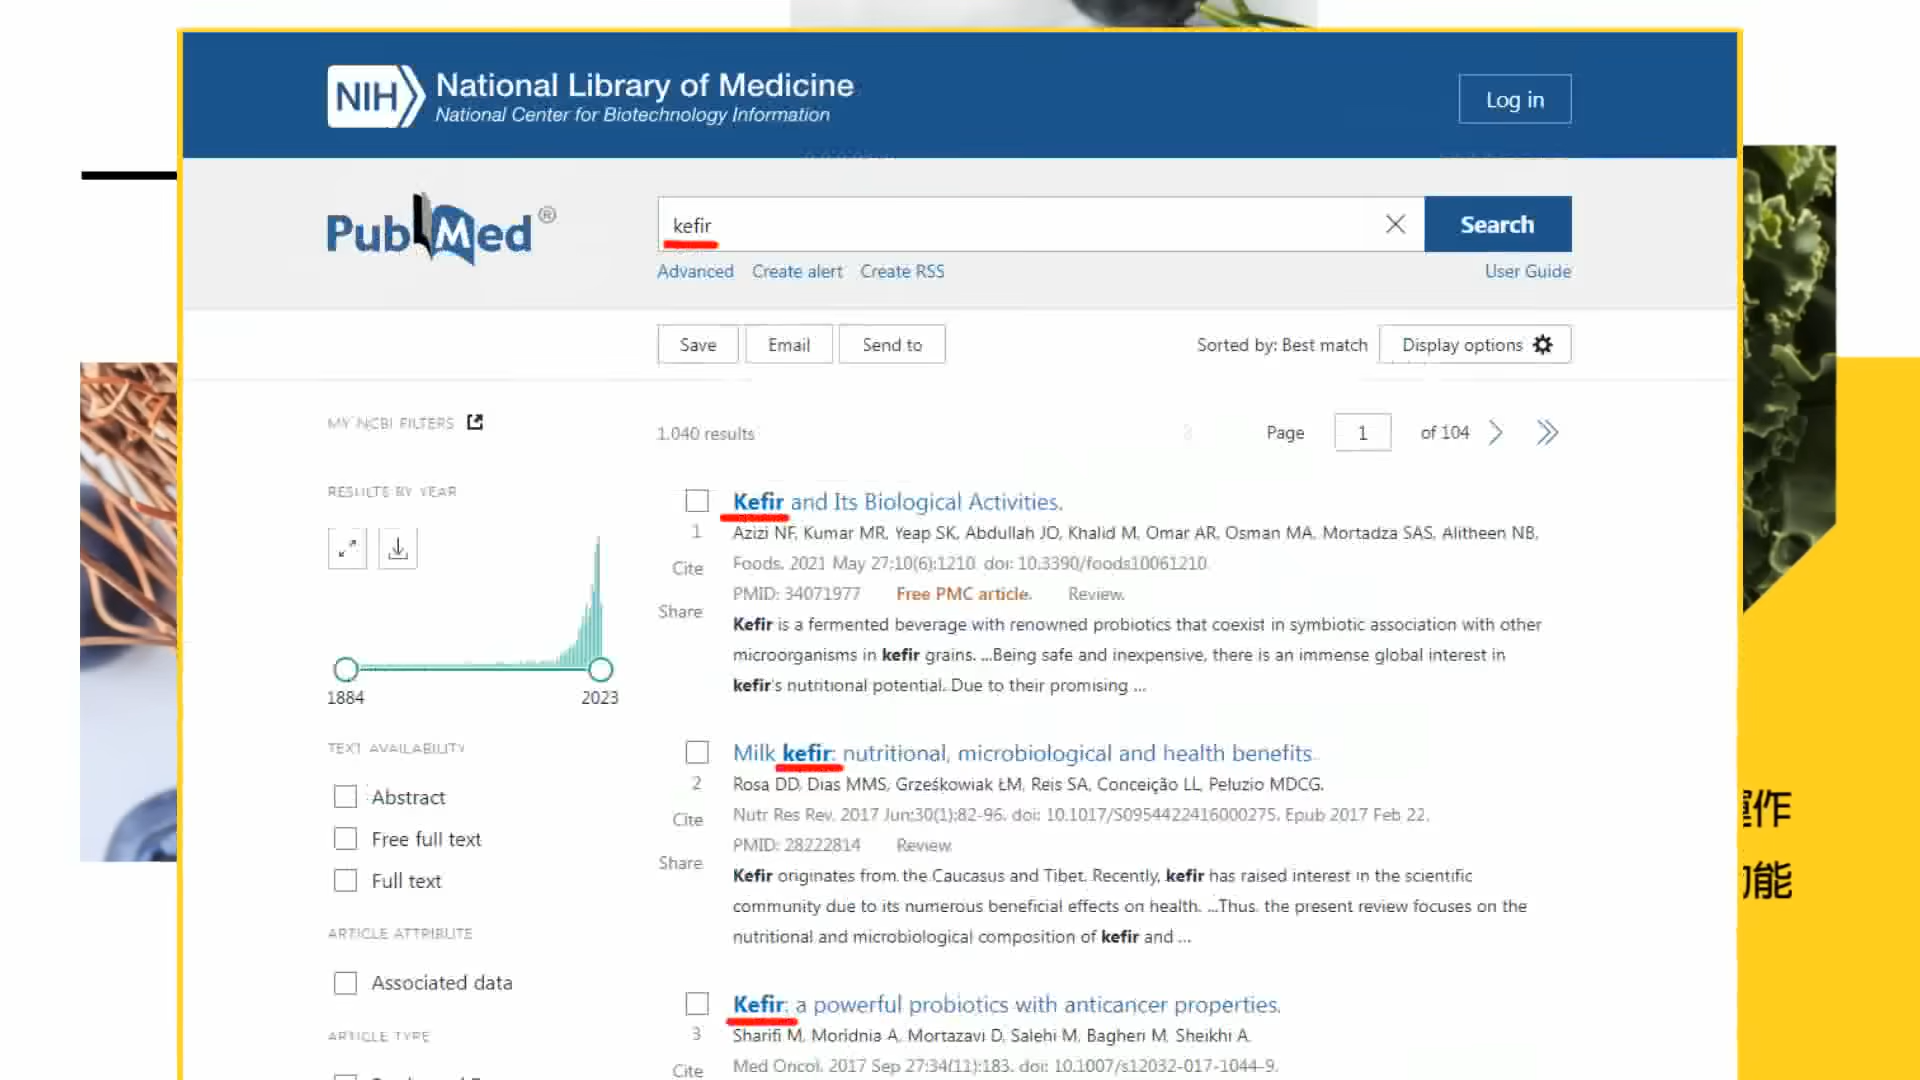 NIH National Library of Medicine
National Center for Biotechnology Information
Log in
PubMed®
kefir
Search
Advanced Create alert Create RSS
User Guide
Save Email Send to
Sorted by: Best match Display options
MY NCBI FILTERS
1.040 results
Page 1 of 104
RESULTS BY YEAR
1884 2023
TEXT AVAILABILITY
Abstract
Free full text
Full text
ARTICLE ATTRIBUTE
Associated data
ARTICLE TYPE
Kefir and Its Biological Activities.
1
Azizi NF, Kumar MR, Yeap SK, Abdullah JO, Khalid M, Omar AR, Osman MA, Mortadza SAS, Alitheen NB.
Cite
Foods. 2021 May 27;10(6):1210. doi: 10.3390/foods10061210.
PMID: 34071977 Free PMC article. Review.
Share
Kefir is a fermented beverage with renowned probiotics that coexist in symbiotic association with other
microorganisms in kefir grains. ...Being safe and inexpensive, there is an immense global interest in
kefir's nutritional potential. Due to their promising ...
Milk kefir: nutritional, microbiological and health benefits.
2
Rosa DD, Dias MMS, Grześkowiak ŁM, Reis SA, Conceição LL, Peluzio MDCG.
Cite
Nutr Res Rev. 2017 Jun;30(1):82-96. doi: 10.1017/S0954422416000275. Epub 2017 Feb 22.
PMID: 28222814 Review.
Share
Kefir originates from the Caucasus and Tibet. Recently, kefir has raised interest in the scientific
community due to its numerous beneficial effects on health. ...Thus, the present review focuses on the
nutritional and microbiological composition of kefir and ...
Kefir: a powerful probiotics with anticancer properties.
3
Sharifi M, Moridnia A, Mortazavi D, Salehi M, Bagheri M, Sheikhi A.
Cite
Med Oncol. 2017 Sep 27;34(11):183. doi: 10.1007/s12032-017-1044-9.
作
能